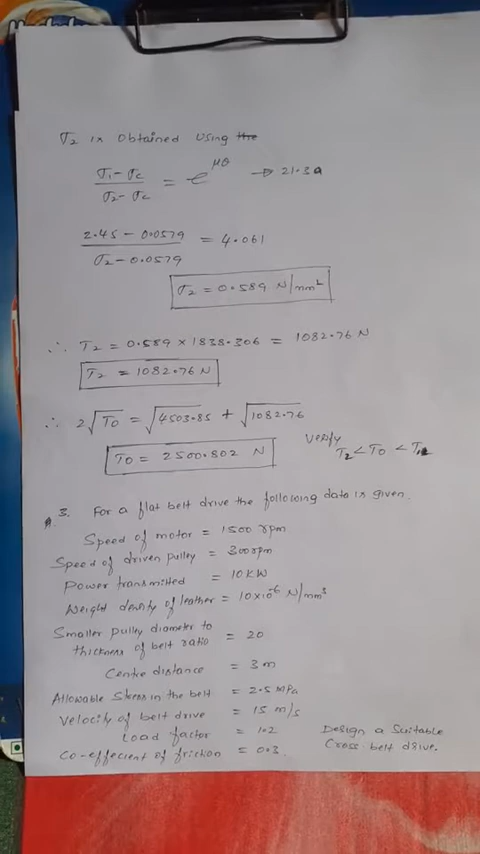 σ2 is obtained using the
σ1 - σc / σ2 - σc = e^μθ → 21.3a
2.45 - 0.0579 / σ2 - 0.0579 = 4.061
σ2 = 0.589 N/mm²
∴ T2 = 0.589 × 1838.306 = 1082.76 N
T2 = 1082.76 N
∴ 2√T0 = √4503.85 + √1082.76
T0 = 2500.802 N
Verify
T2 < T0 < T1
3. For a flat belt drive the following data is given.
Speed of motor = 1500 rpm
Speed of driven pulley = 300 rpm
Power transmitted = 10 KW
Weight density of leather = 10×10⁻⁶ N/mm³
Smaller pulley diameter to
thickness of belt ratio = 20
Centre distance = 3 m
Allowable stress in the belt = 2.5 MPa
Velocity of belt drive = 15 m/s
Load factor = 1.2 Design a suitable
Co-effecient of friction = 0.3 Cross belt drive.